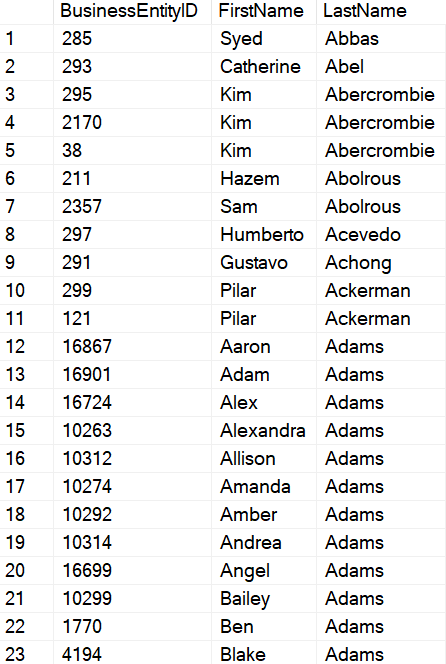 BusinessEntityID FirstName LastName
1 285 Syed Abbas
2 293 Catherine Abel
3 295 Kim Abercrombie
4 2170 Kim Abercrombie
5 38 Kim Abercrombie
6 211 Hazem Abolrous
7 2357 Sam Abolrous
8 297 Humberto Acevedo
9 291 Gustavo Achong
10 299 Pilar Ackerman
11 121 Pilar Ackerman
12 16867 Aaron Adams
13 16901 Adam Adams
14 16724 Alex Adams
15 10263 Alexandra Adams
16 10312 Allison Adams
17 10274 Amanda Adams
18 10292 Amber Adams
19 10314 Andrea Adams
20 16699 Angel Adams
21 10299 Bailey Adams
22 1770 Ben Adams
23 4194 Blake Adams